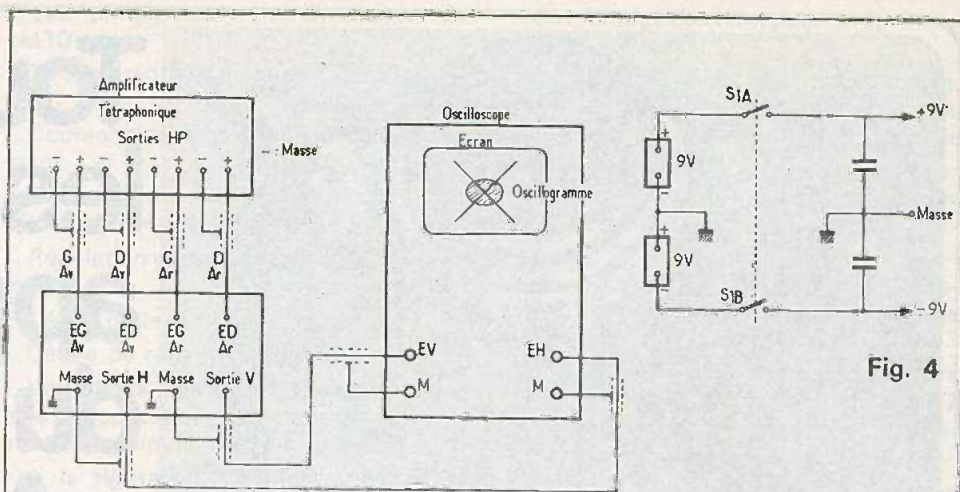 Amplificateur
Tétraphonique
Sorties HP
- + - + - + - +
- : Masse
G D G D
Av Av Ar Ar
EG ED EG ED
Av Av Ar Ar
Masse Sortie H Masse Sortie V
Oscilloscope
Ecran
Oscillogramme
EV EH
M M
S1A
+9V
+
9V
-
Masse
+
9V
-
S1B
-9V
Fig. 4